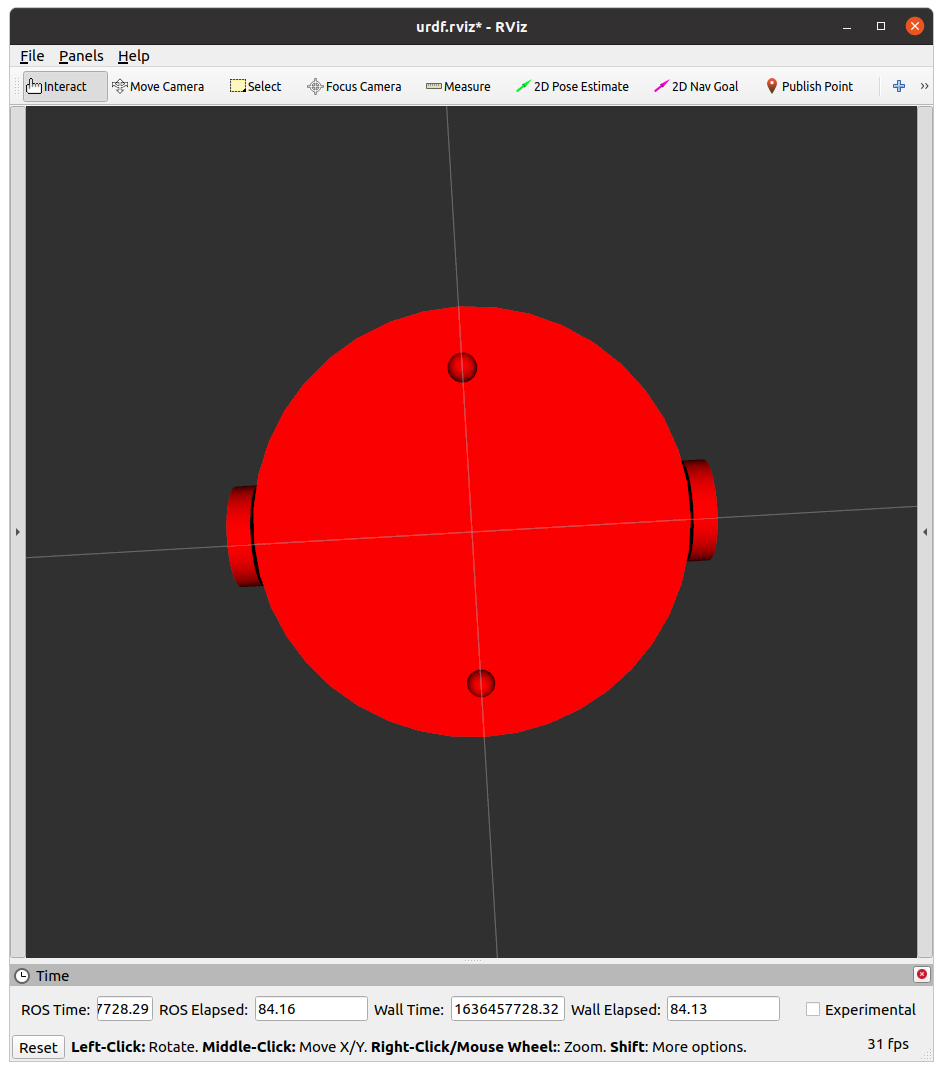 urdf.rviz* - RViz
File Panels Help
Interact Move Camera Select Focus Camera Measure 2D Pose Estimate 2D Nav Goal Publish Point
Time
ROS Time: 7728.29 ROS Elapsed: 84.16 Wall Time: 1636457728.32 Wall Elapsed: 84.13 Experimental
Reset Left-Click: Rotate. Middle-Click: Move X/Y. Right-Click/Mouse Wheel:: Zoom. Shift: More options. 31 fps